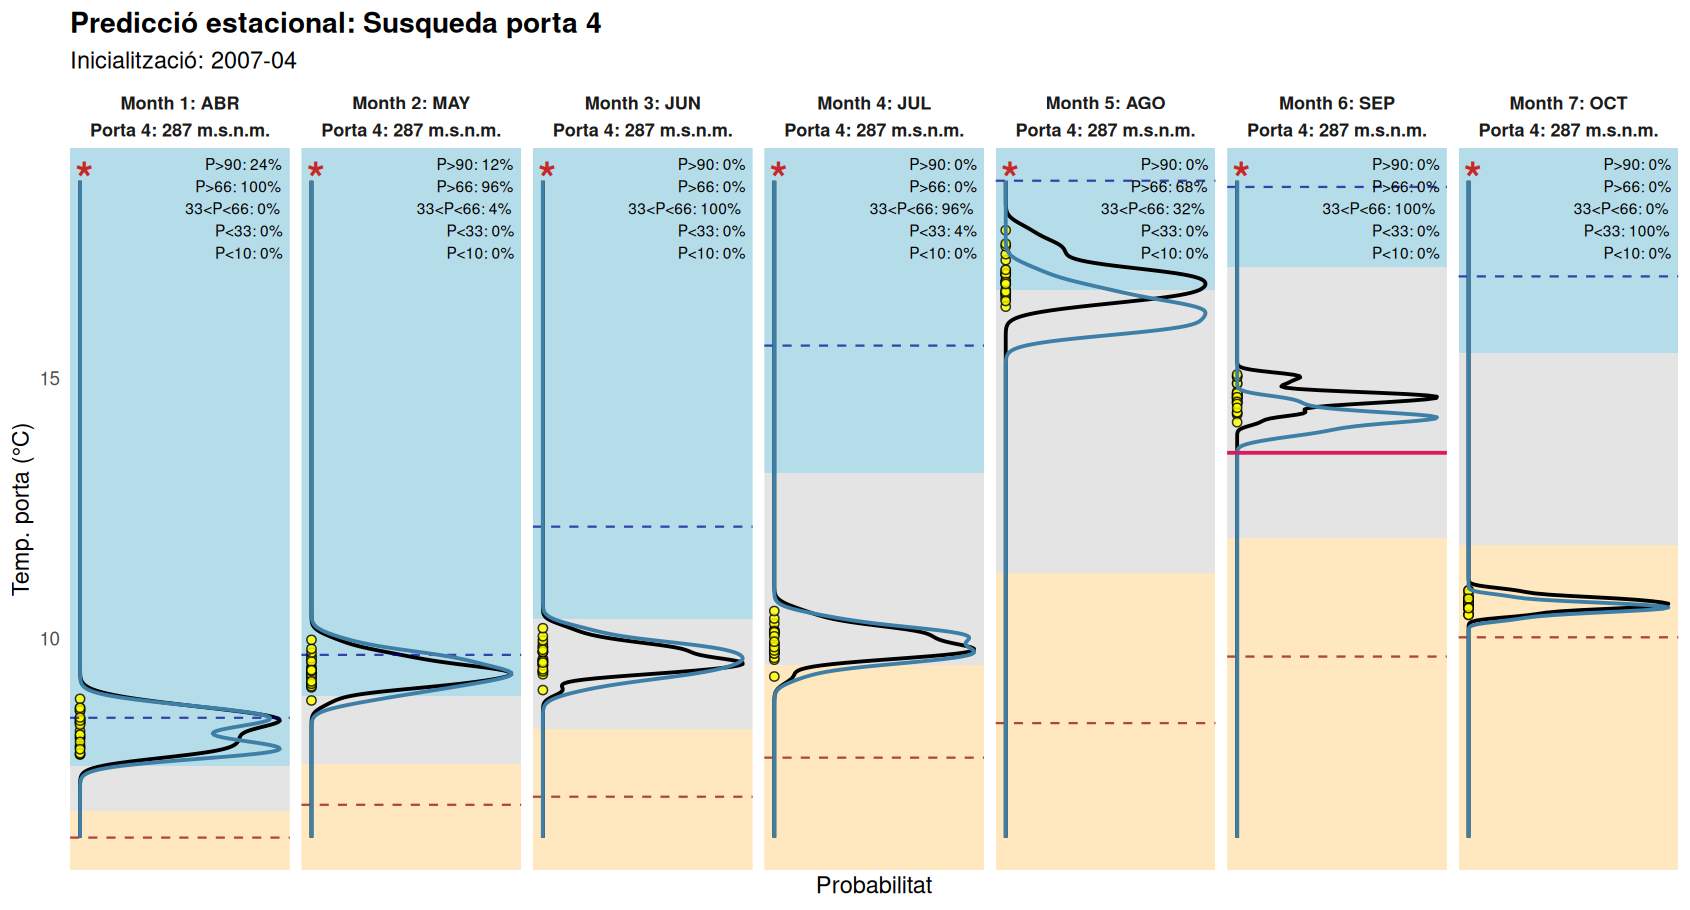 Predicció estacional: Susqueda porta 4
Inicialització: 2007-04
Month 1: ABR
Porta 4: 287 m.s.n.m.
Month 2: MAY
Porta 4: 287 m.s.n.m.
Month 3: JUN
Porta 4: 287 m.s.n.m.
Month 4: JUL
Porta 4: 287 m.s.n.m.
Month 5: AGO
Porta 4: 287 m.s.n.m.
Month 6: SEP
Porta 4: 287 m.s.n.m.
Month 7: OCT
Porta 4: 287 m.s.n.m.
*
P>90: 24%
P>66: 100%
33<P<66: 0%
P<33: 0%
P<10: 0%
*
P>90: 12%
P>66: 96%
33<P<66: 4%
P<33: 0%
P<10: 0%
*
P>90: 0%
P>66: 0%
33<P<66: 100%
P<33: 0%
P<10: 0%
*
P>90: 0%
P>66: 0%
33<P<66: 96%
P<33: 4%
P<10: 0%
*
P>90: 0%
P>66: 68%
33<P<66: 32%
P<33: 0%
P<10: 0%
*
P>90: 0%
P>66: 0%
33<P<66: 100%
P<33: 0%
P<10: 0%
*
P>90: 0%
P>66: 0%
33<P<66: 0%
P<33: 100%
P<10: 0%
15
10
Temp. porta (°C)
Probabilitat